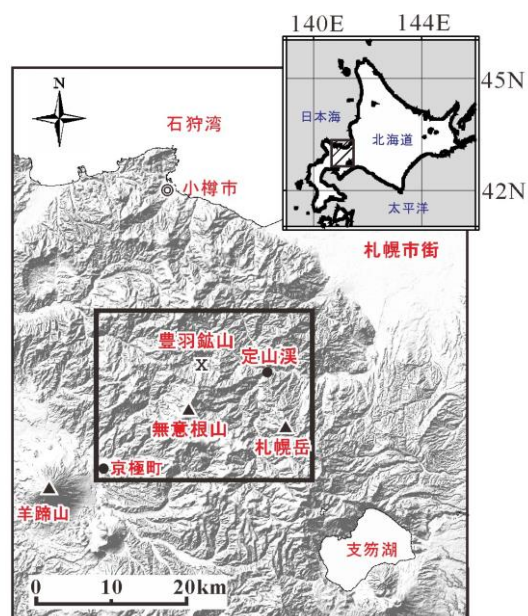 140E 144E
45N
日本海
北海道
42N
太平洋
N
石狩湾
小樽市
札幌市街
豊羽鉱山
x
定山渓
無意根山
札幌岳
京極町
羊蹄山
支笏湖
0 10 20km